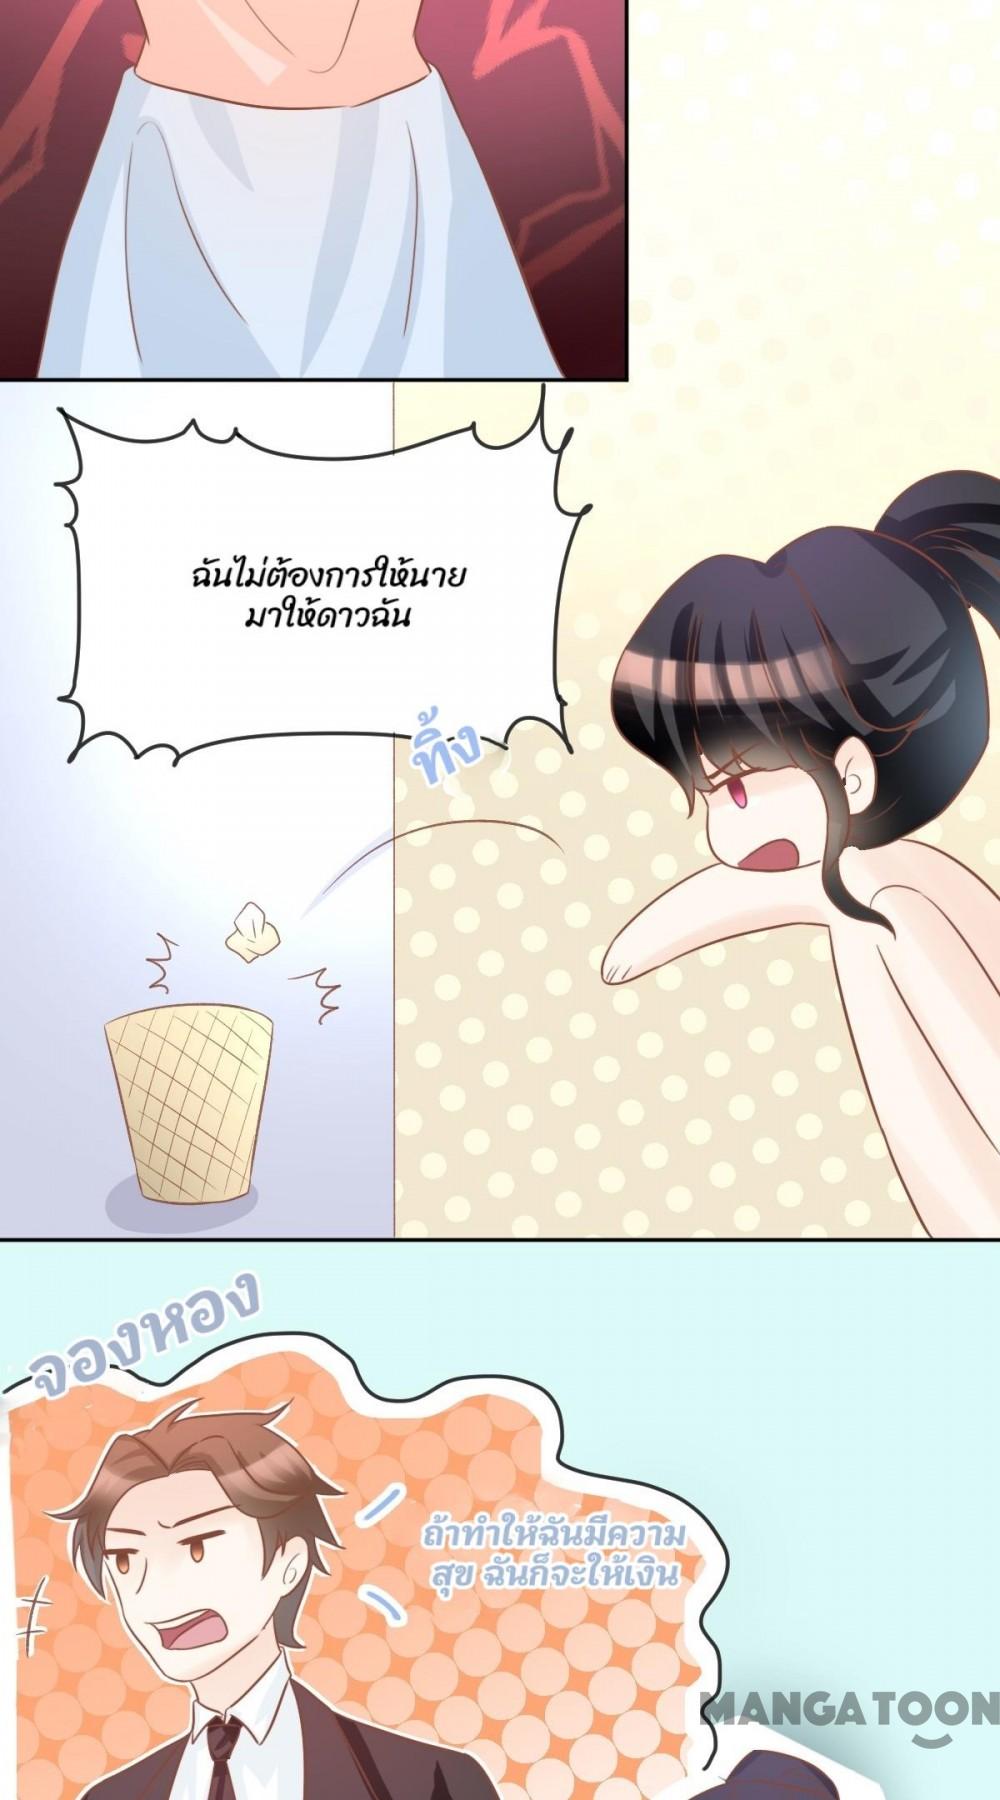 ฉันไม่ต้องการให้นาย
มาให้ดาวฉัน
ทิ้ง
จองหอง
ถ้าทำให้ฉันมีความ
สุข ฉันก็จะให้เงิน
MANGATOON